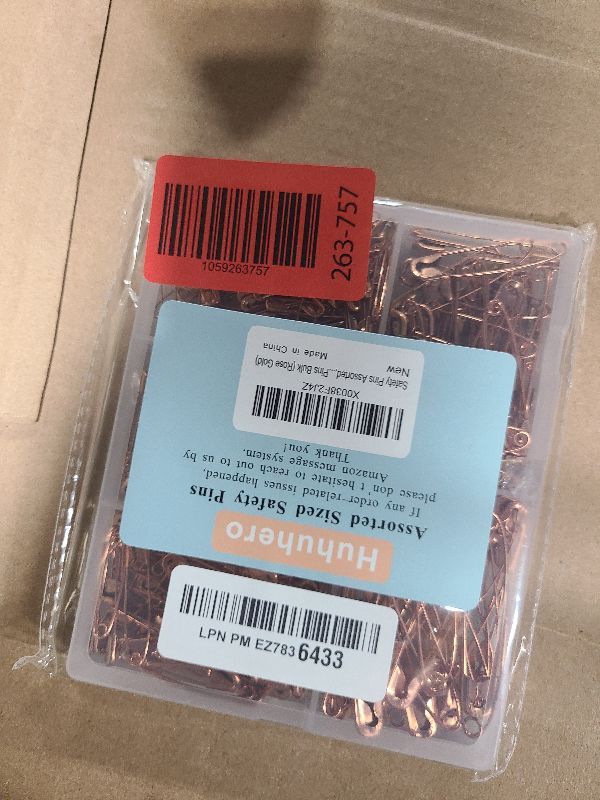 1059263757
263-757
Huhuhero
Assorted Sized Safety Pins
If any order-related issues happened,
please don't hesitate to reach out to us by
Amazon message system.
Thank you!
X0038F2J4Z
Safety Pins Assorted...Pins Bulk (Rose Gold)
New
Made in China
LPN PM EZ7836433